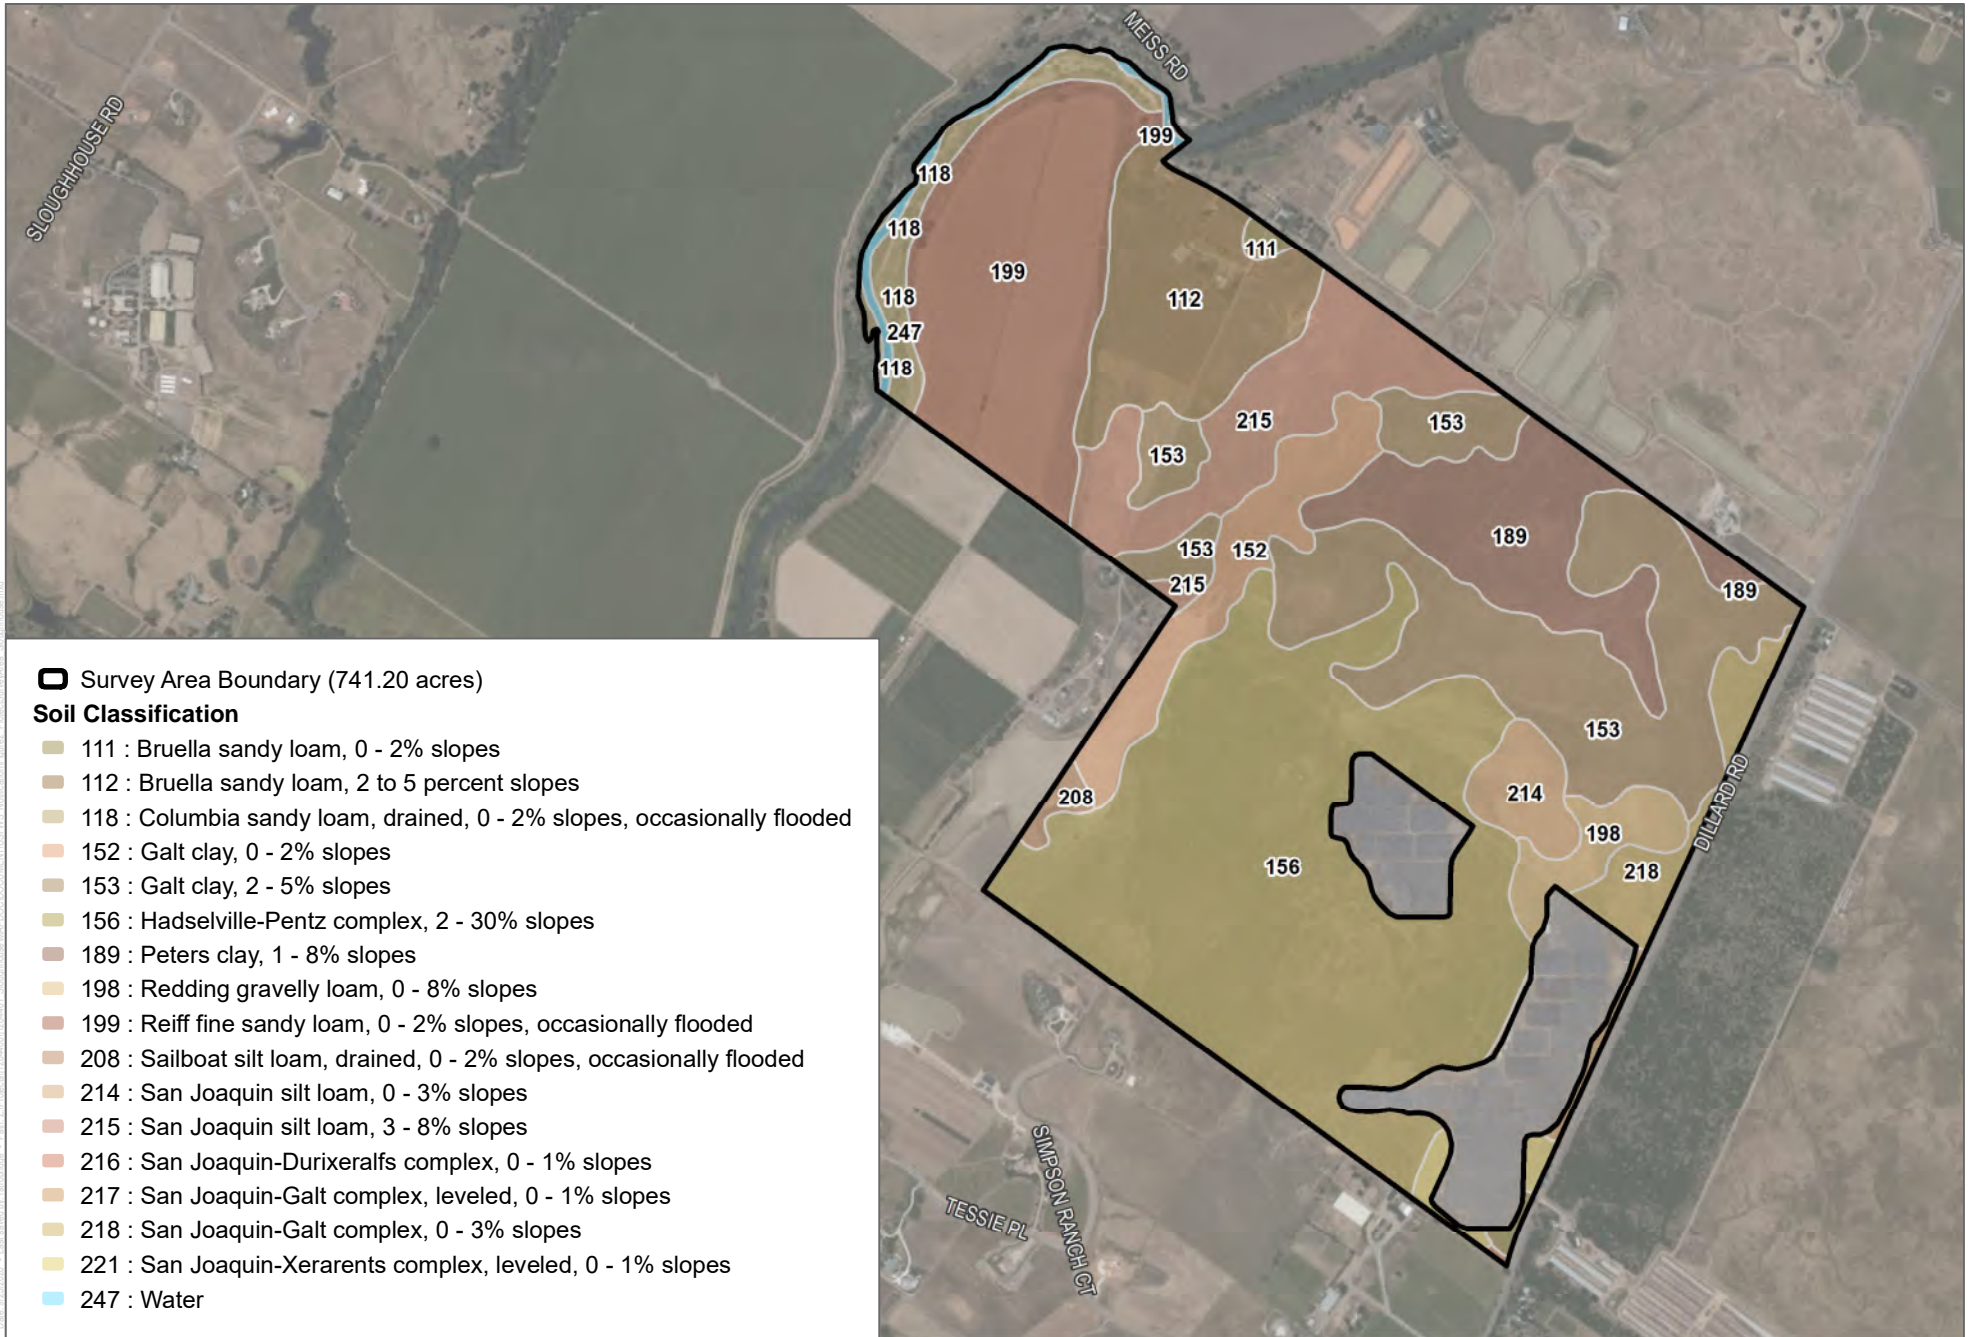 MEISS RD
SLOUGHHOUSE RD
199
118
118
111
199
118
112
247
118
215
153
153
189
153
152
215
189
153
208
214
198
156
218
DILLARD RD
SIMPSON RANCH CT
TESSIE PL
Survey Area Boundary (741.20 acres)
Soil Classification
111 : Bruella sandy loam, 0 - 2% slopes
112 : Bruella sandy loam, 2 to 5 percent slopes
118 : Columbia sandy loam, drained, 0 - 2% slopes, occasionally flooded
152 : Galt clay, 0 - 2% slopes
153 : Galt clay, 2 - 5% slopes
156 : Hadselville-Pentz complex, 2 - 30% slopes
189 : Peters clay, 1 - 8% slopes
198 : Redding gravelly loam, 0 - 8% slopes
199 : Reiff fine sandy loam, 0 - 2% slopes, occasionally flooded
208 : Sailboat silt loam, drained, 0 - 2% slopes, occasionally flooded
214 : San Joaquin silt loam, 0 - 3% slopes
215 : San Joaquin silt loam, 3 - 8% slopes
216 : San Joaquin-Durixeralfs complex, 0 - 1% slopes
217 : San Joaquin-Galt complex, leveled, 0 - 1% slopes
218 : San Joaquin-Galt complex, 0 - 3% slopes
221 : San Joaquin-Xerarents complex, leveled, 0 - 1% slopes
247 : Water